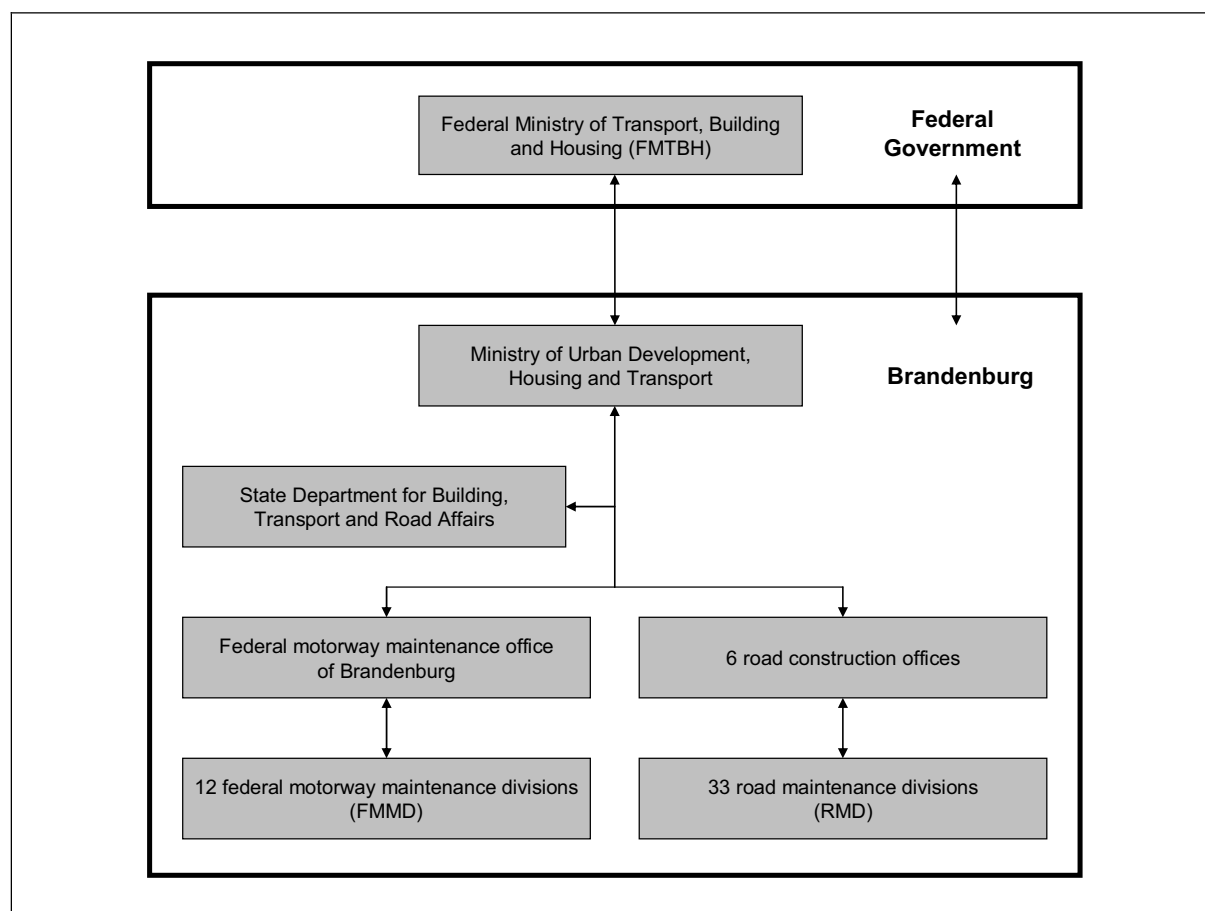 Federal Ministry of Transport, Building
and Housing (FMTBH)
Federal
Government
Ministry of Urban Development,
Housing and Transport
Brandenburg
State Department for Building,
Transport and Road Affairs
Federal motorway maintenance office
of Brandenburg
6 road construction offices
12 federal motorway maintenance divisions
(FMMD)
33 road maintenance divisions
(RMD)